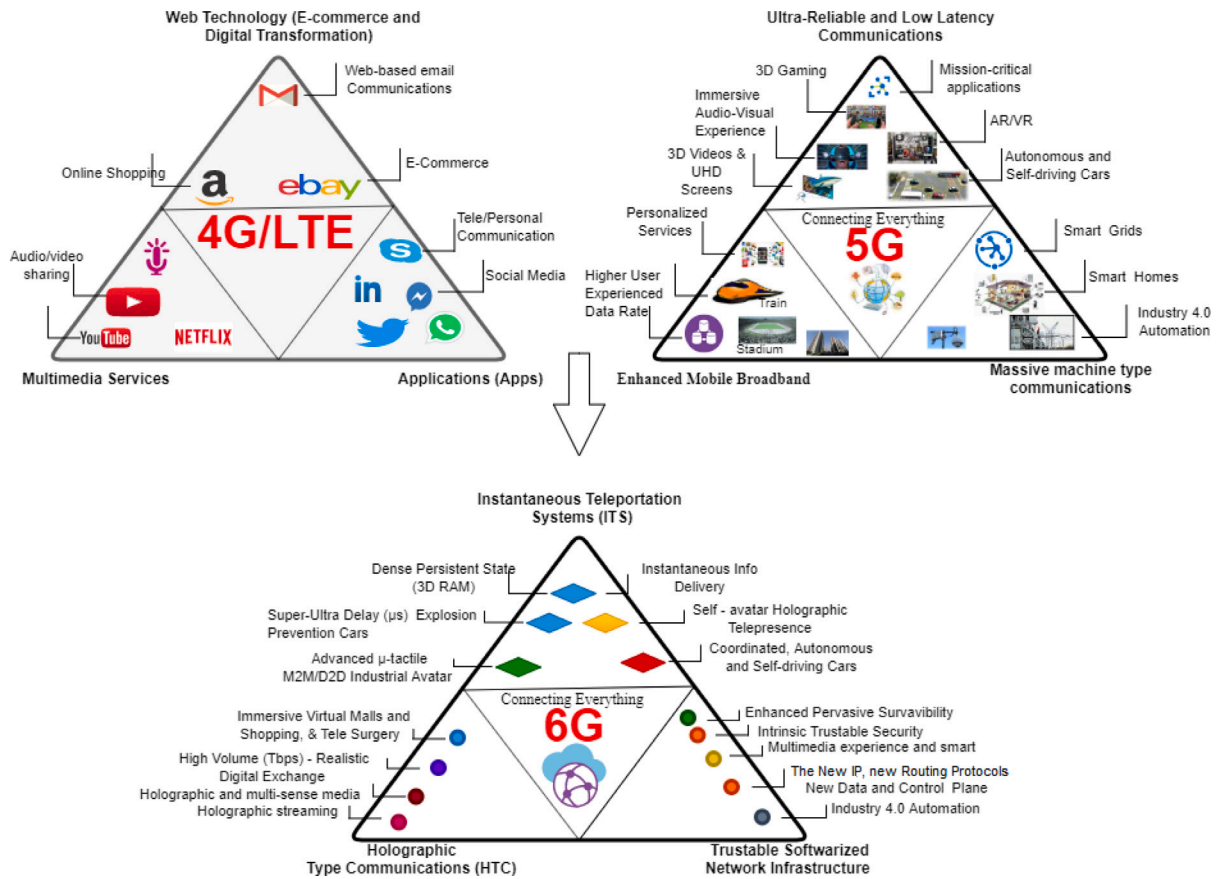 Web Technology (E-commerce and
Digital Transformation)
Web-based email
Communications
Online Shopping
a
ebay
E-Commerce
4G/LTE
Tele/Personal
Communication
S
Audio/video
sharing
in
Social Media
YouTube
NETFLIX
Multimedia Services
Applications (Apps)
Ultra-Reliable and Low Latency
Communications
3D Gaming
Mission-critical
applications
Immersive
Audio-Visual
Experience
AR/VR
3D Videos &
UHD
Screens
Autonomous and
Self-driving Cars
Connecting Everything
5G
Personalized
Services
Smart Grids
Higher User
Experienced
Data Rate
Train
Smart Homes
Stadium
Industry 4.0
Automation
Enhanced Mobile Broadband
Massive machine type
communications
Instantaneous Teleportation
Systems (ITS)
Dense Persistent State
(3D RAM)
Instantaneous Info
Delivery
Super-Ultra Delay (µs) Explosion
Prevention Cars
Self - avatar Holographic
Telepresence
Advanced µ-tactile
M2M/D2D Industrial Avatar
Coordinated, Autonomous
and Self-driving Cars
Connecting Everything
6G
Immersive Virtual Malls and
Shopping, & Tele Surgery
High Volume (Tbps) - Realistic
Digital Exchange
Holographic and multi-sense media
Holographic streaming
Enhanced Pervasive Survavibility
Intrinsic Trustable Security
Multimedia experience and smart
The New IP, new Routing Protocols
New Data and Control Plane
Industry 4.0 Automation
Holographic
Type Communications (HTC)
Trustable Softwarized
Network Infrastructure